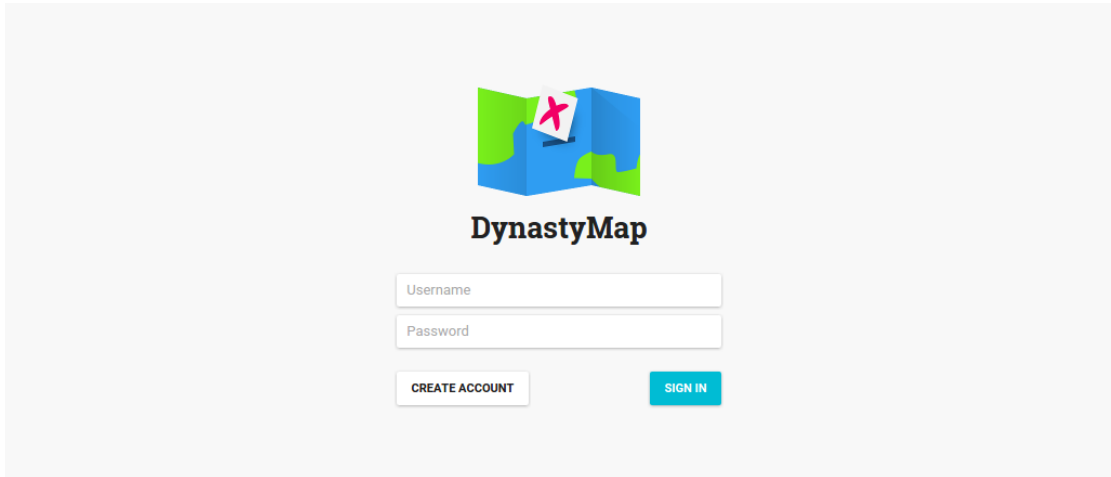 DynastyMap
Username
Password
CREATE ACCOUNT
SIGN IN